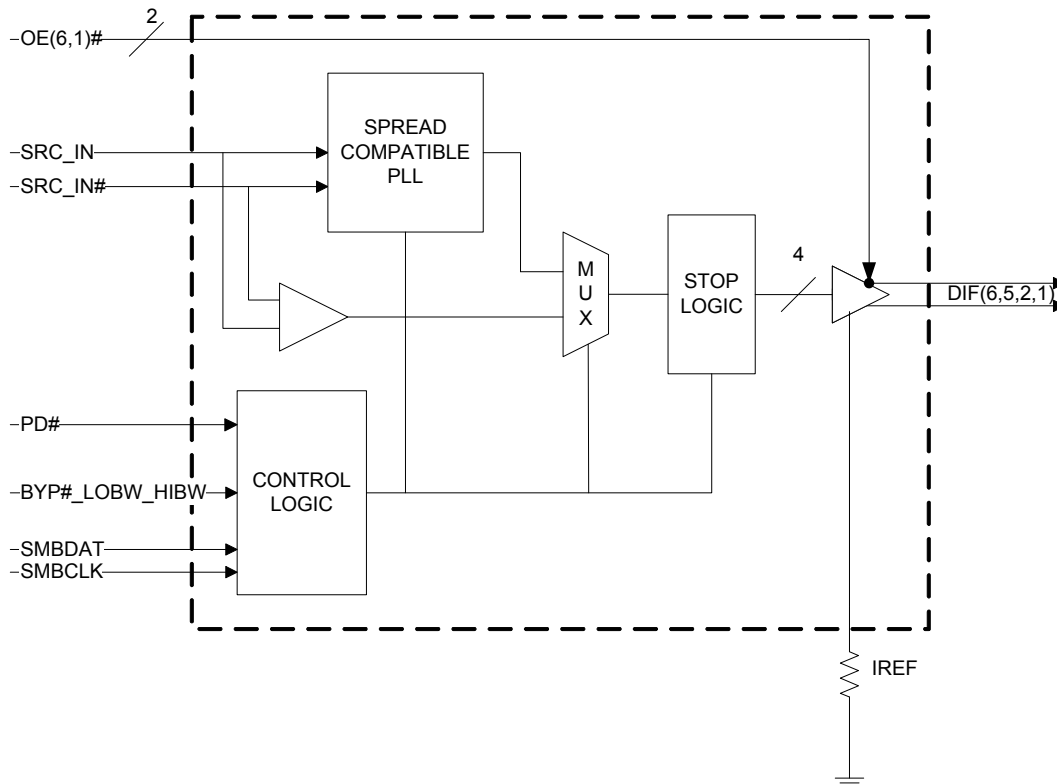 2
OE(6,1)#
SPREAD
COMPATIBLE
PLL
SRC_IN
SRC_IN#
M
U
X
STOP
LOGIC
4
DIF(6,5,2,1)
PD#
CONTROL
LOGIC
BYP#_LOBW_HIBW
SMBDAT
SMBCLK
IREF